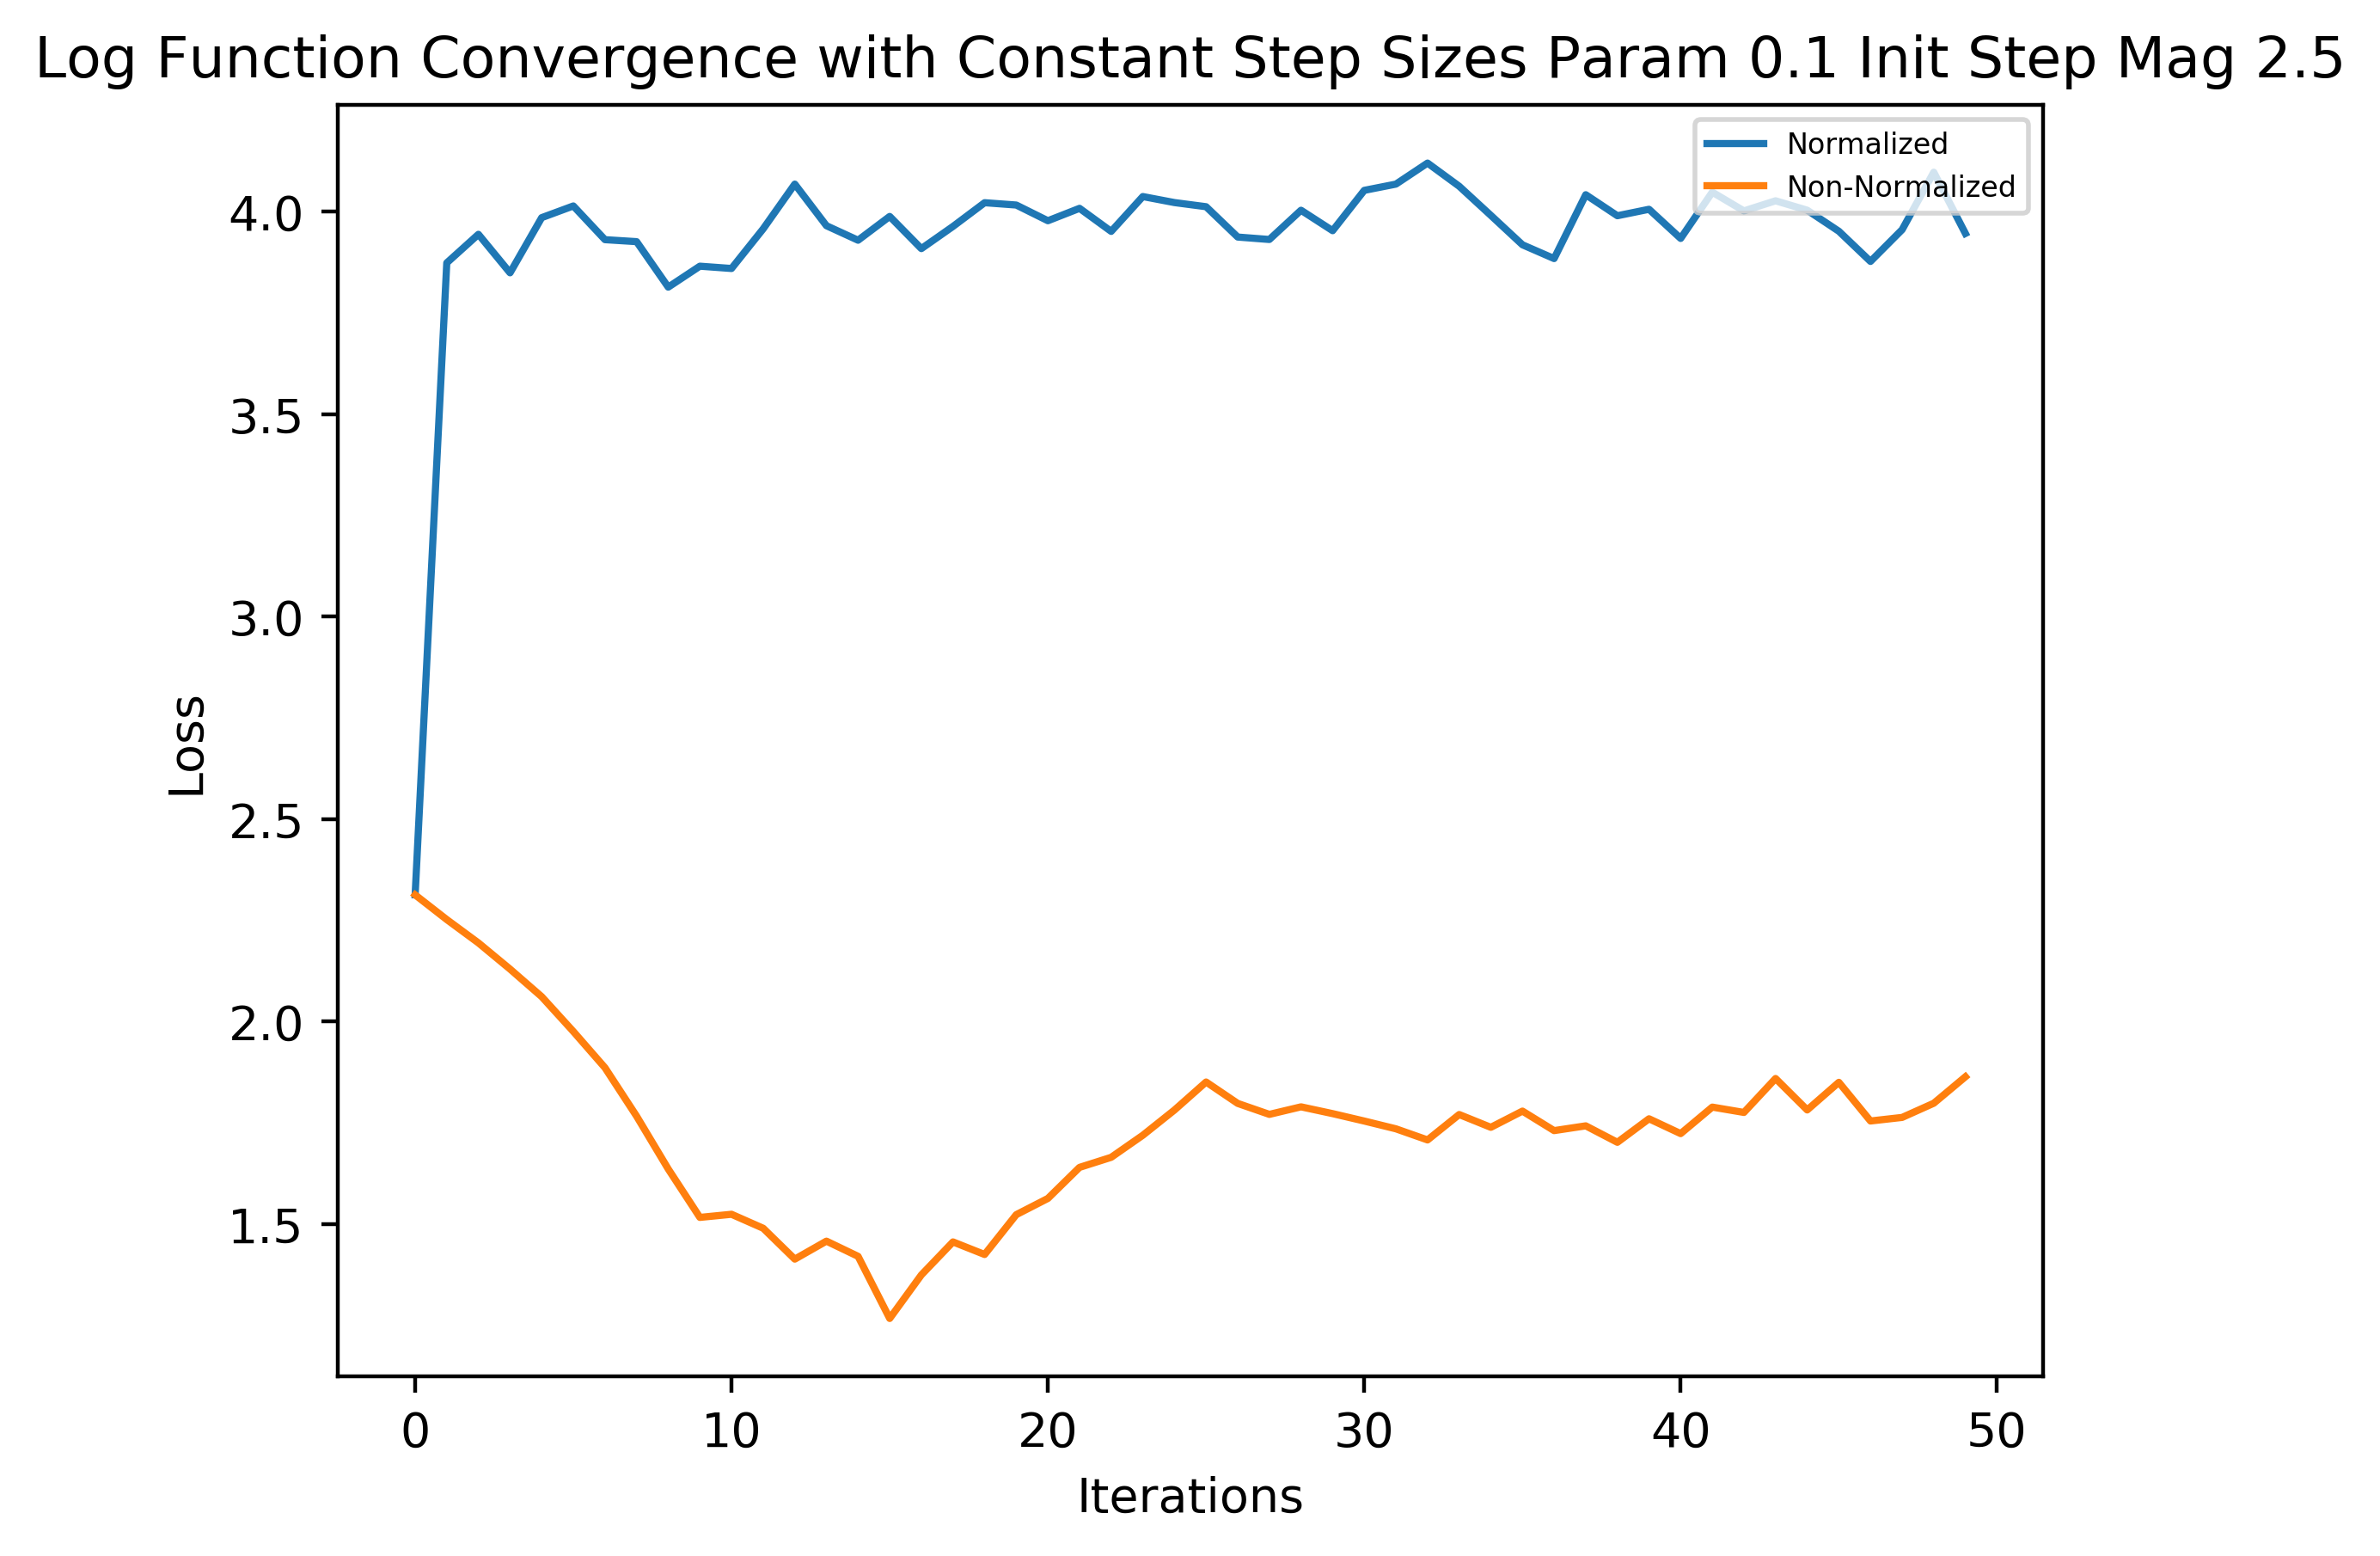 Log Function Convergence with Constant Step Sizes Param 0.1 Init Step Mag 2.5
Normalized
Non-Normalized
4.0
3.5
3.0
2.5
2.0
1.5
Loss
0 10 20 30 40 50
Iterations